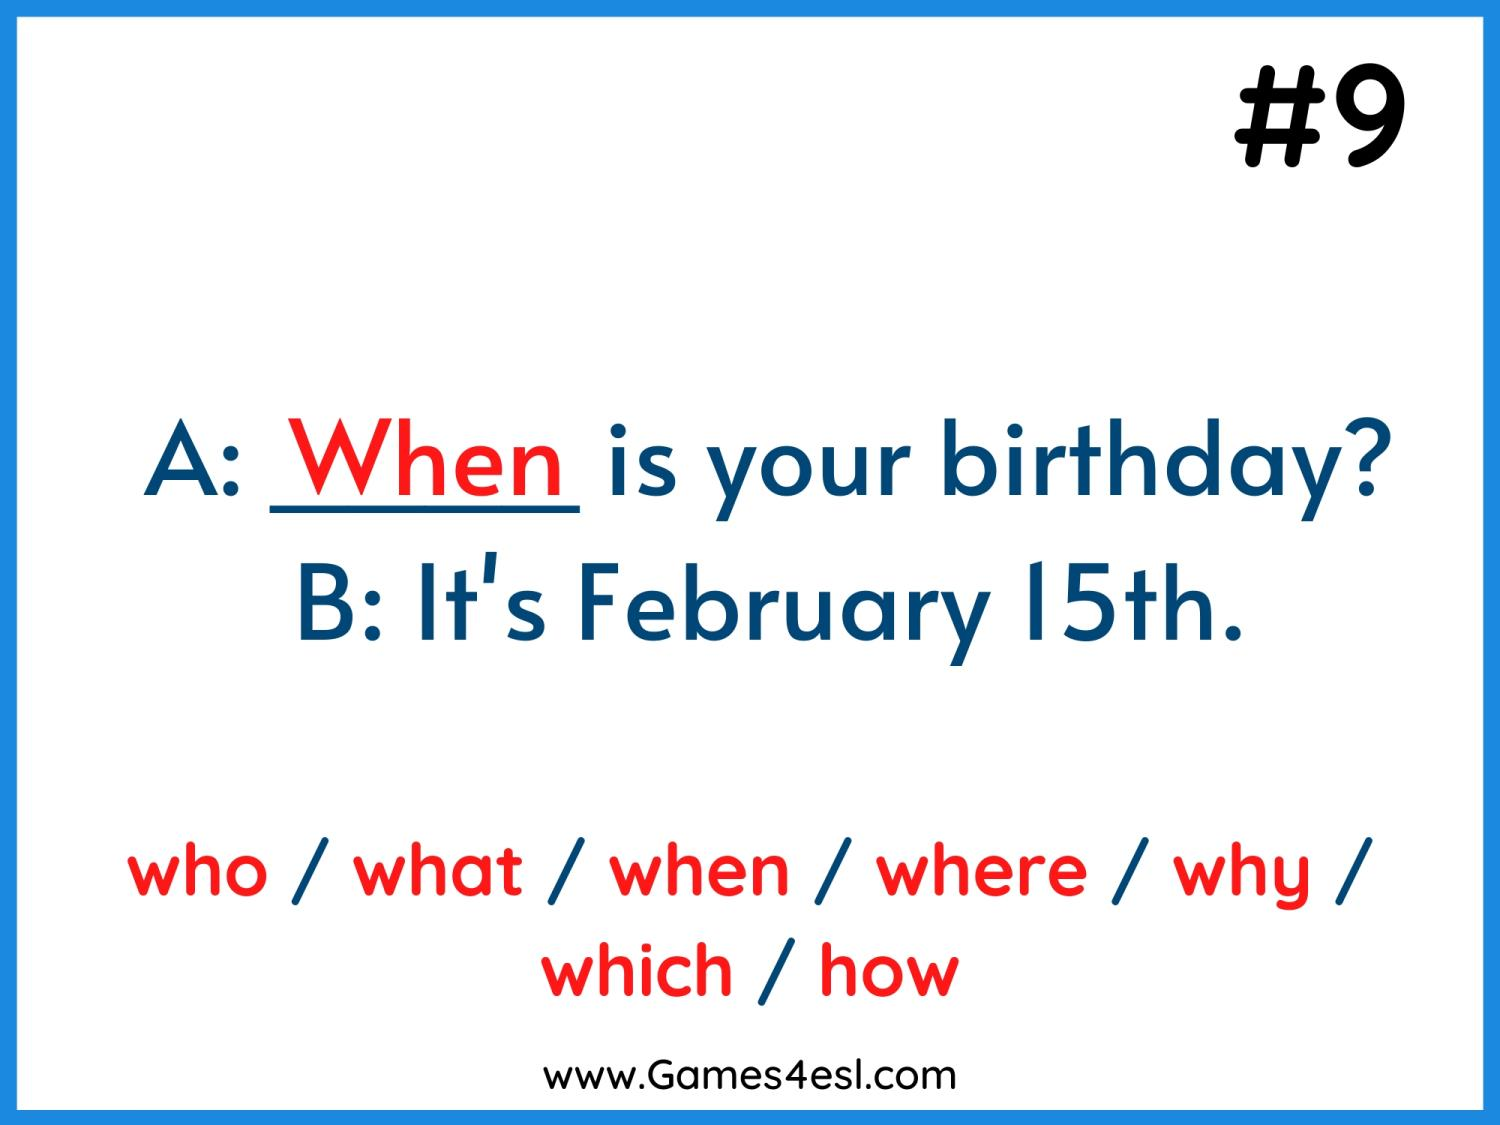 #9
A: When is your birthday?
B: It's February 15th.
who / what / when / where / why /
which / how
www.Games4esl.com